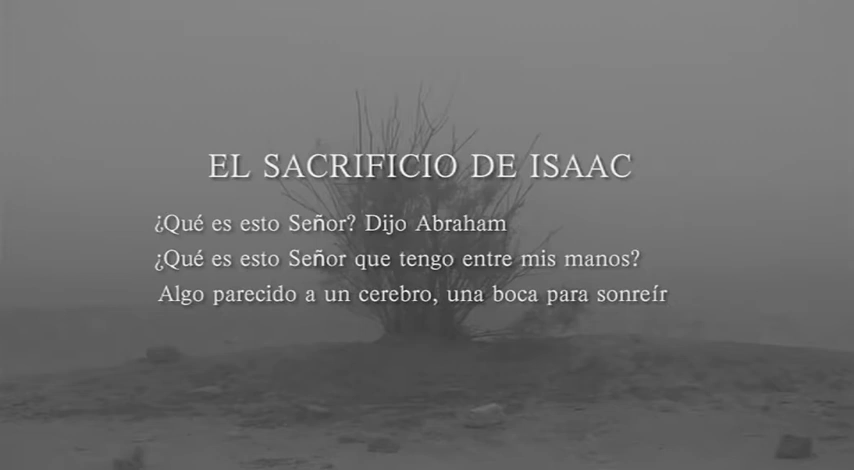 EL SACRIFICIO DE ISAAC
¿Qué es esto Señor? Dijo Abraham
¿Qué es esto Señor que tengo entre mis manos?
Algo parecido a un cerebro, una boca para sonreír